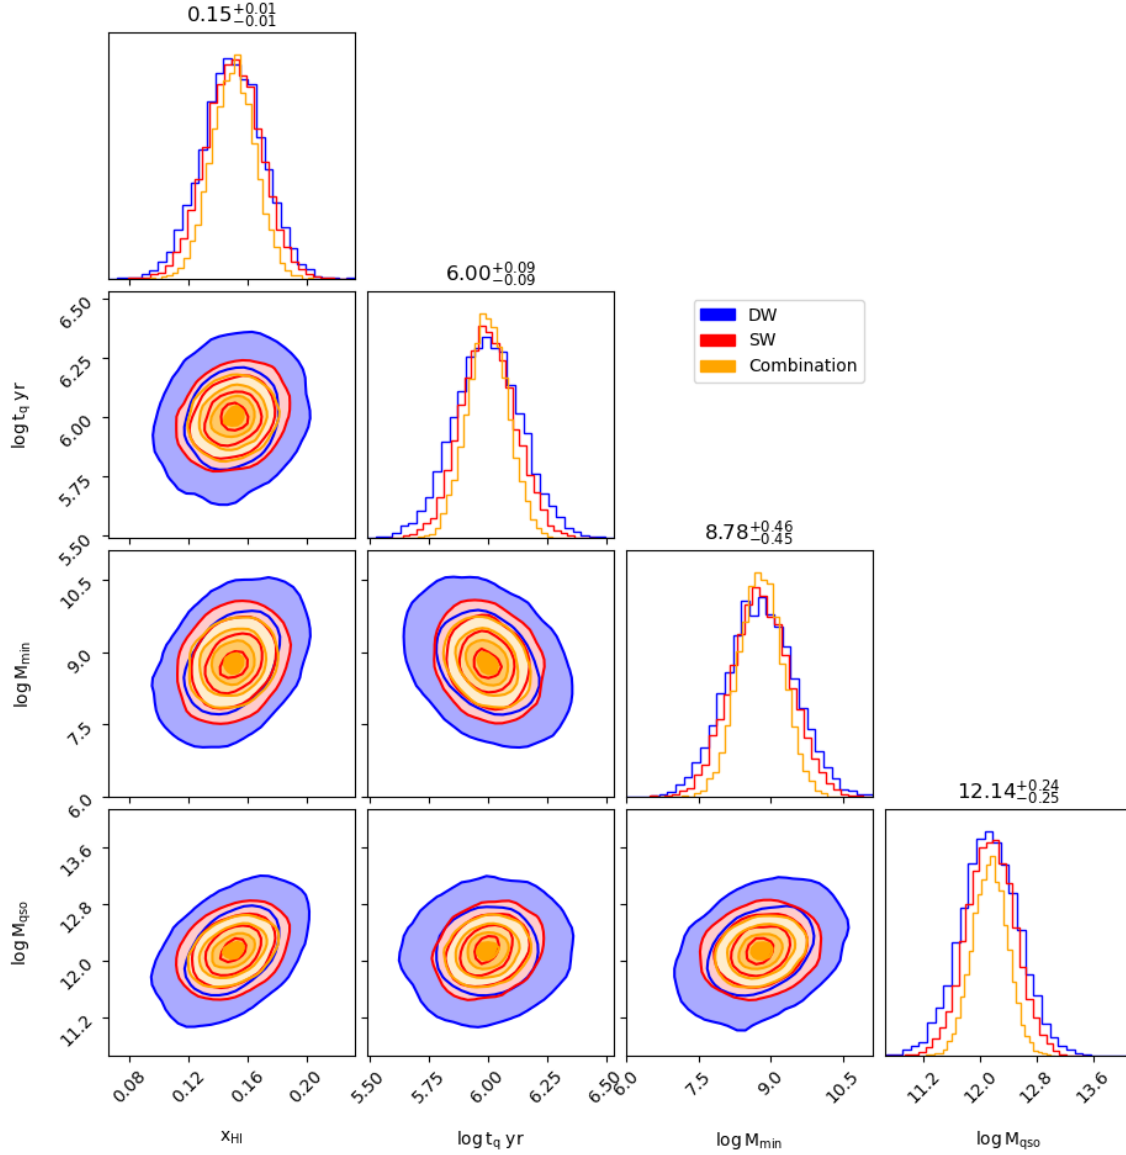 0.15+0.01−0.01
6.00+0.09−0.09
6.50
6.25
6.00
5.75
5.50
log tq yr
DW
SW
Combination
8.78+0.46−0.45
10.5
9.0
7.5
6.0
log Mmin
12.14+0.24−0.25
13.6
12.8
12.0
11.2
log Mqso
0.08 0.12 0.16 0.20
5.50 5.75 6.00 6.25 6.50
6.0 7.5 9.0 10.5
11.2 12.0 12.8 13.6
xHI log tq yr log Mmin log Mqso